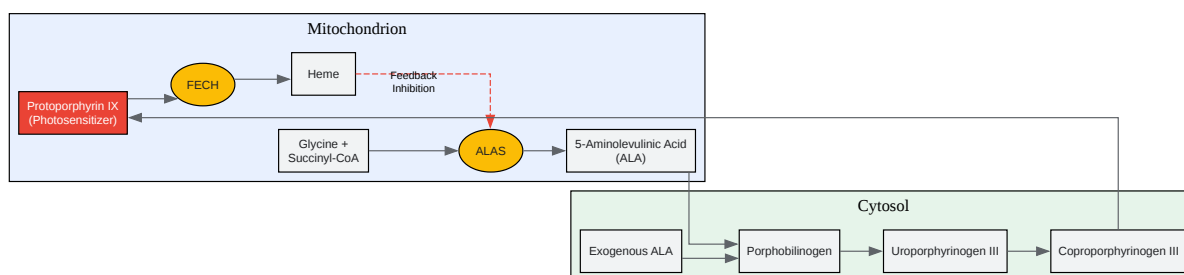 Mitochondrion
FECH
Heme
Feedback
Inhibition
Protoporphyrin IX
(Photosensitizer)
Glycine +
Succinyl-CoA
ALAS
5-Aminolevulinic Acid
(ALA)
Cytosol
Exogenous ALA
Porphobilinogen
Uroporphyrinogen III
Coproporphyrinogen III